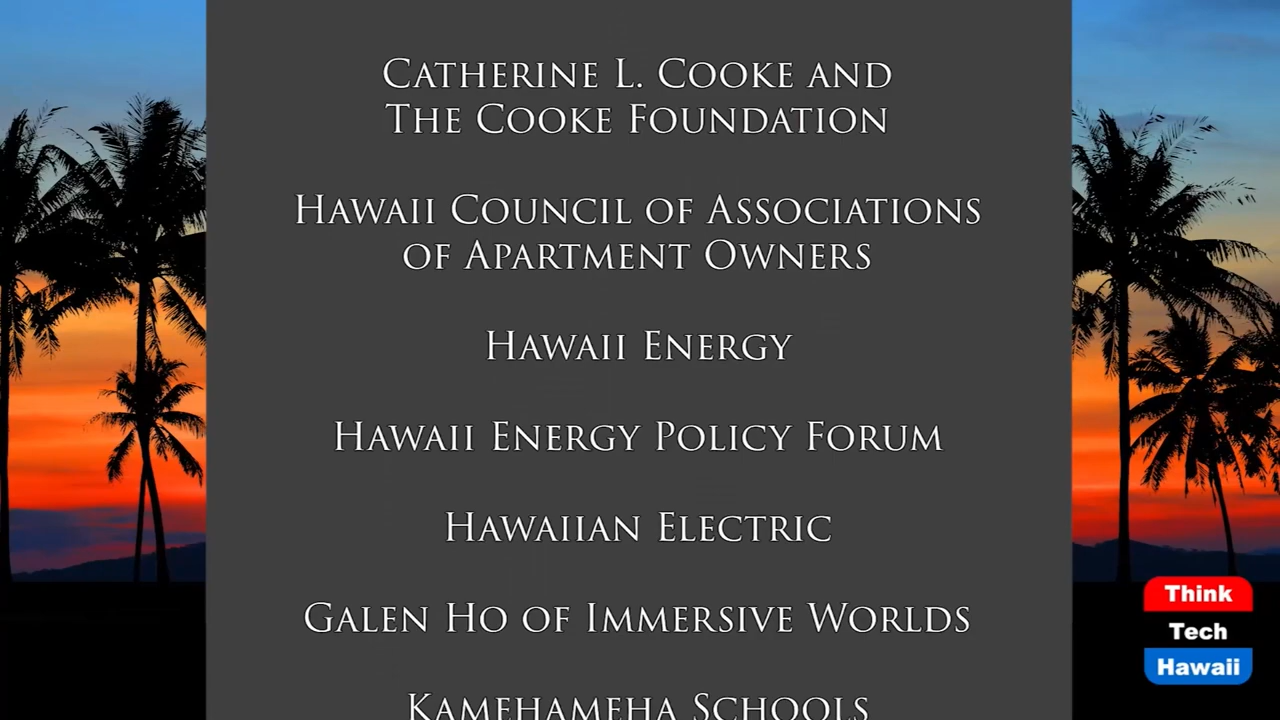 Catherine L. Cooke and
The Cooke Foundation
Hawaii Council of Associations
of Apartment Owners
Hawaii Energy
Hawaii Energy Policy Forum
Hawaiian Electric
Galen Ho of Immersive Worlds
Kamehameha Schools
Think
Tech
Hawaii